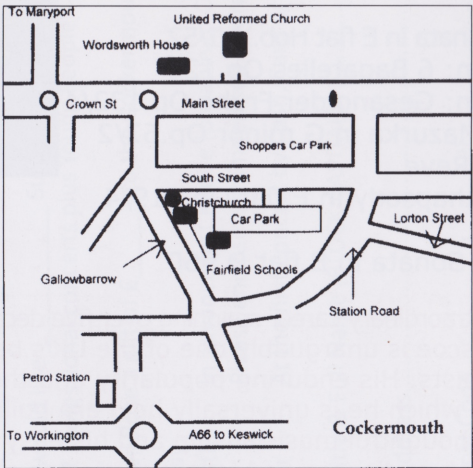 To Maryport
United Reformed Church
Wordsworth House
Crown St
Main Street
Shoppers Car Park
South Street
Christchurch
Car Park
Lorton Street
Gallowbarrow
Fairfield Schools
Station Road
Petrol Station
Cockermouth
To Workington
A66 to Keswick